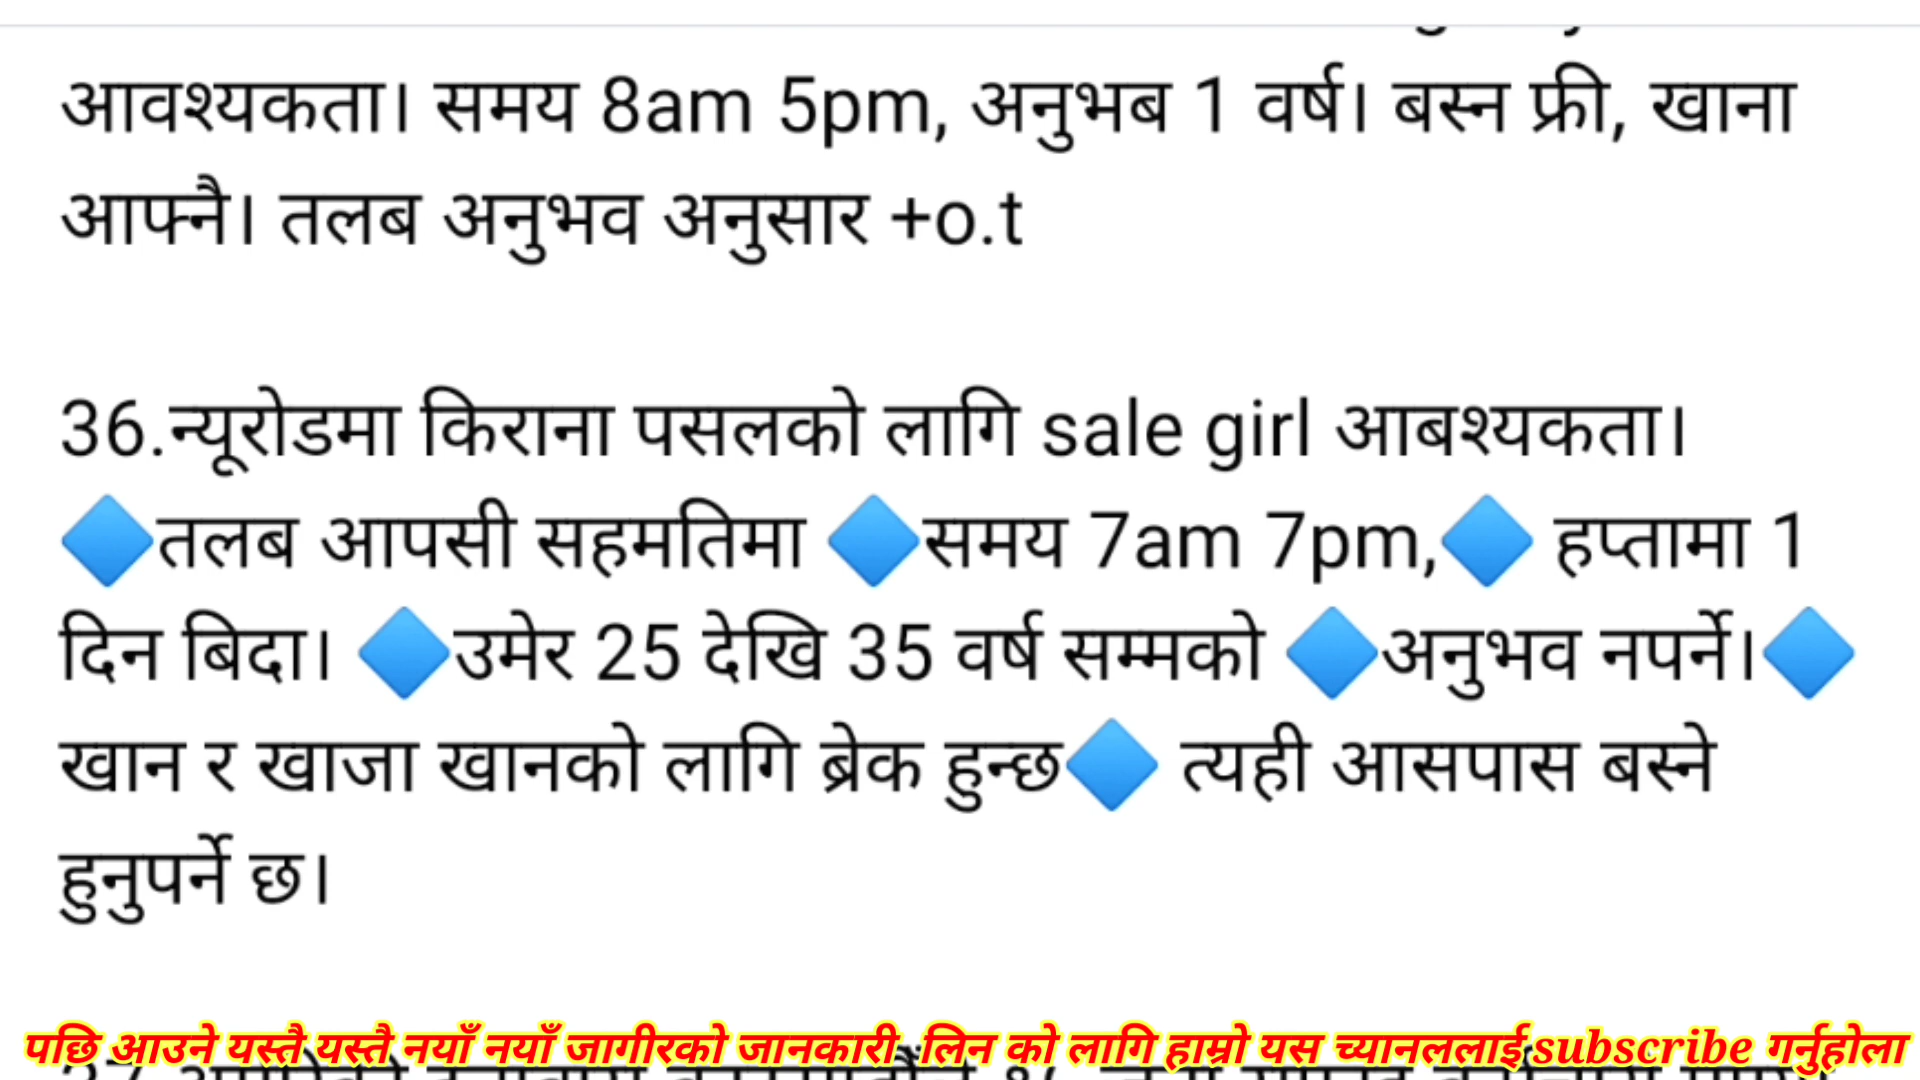 आवश्यकता। समय 8am 5pm, अनुभब 1 वर्ष। बस्न फ्री, खाना
आफ्नै। तलब अनुभव अनुसार +o.t
36.न्यूरोडमा किराना पसलको लागि sale girl आबश्यकता।
🔷तलब आपसी सहमतिमा 🔷समय 7am 7pm,🔷 हप्तामा 1
दिन बिदा। 🔷उमेर 25 देखि 35 वर्ष सम्मको 🔷अनुभव नपर्ने।🔷
खान र खाजा खानको लागि ब्रेक हुन्छ🔷 त्यही आसपास बस्ने
हुनुपर्ने छ।
पछि आउने यस्तै यस्तै नयाँ नयाँ जागीरको जानकारी लिन को लागि हाम्रो यस च्यानललाई subscribe गर्नुहोला